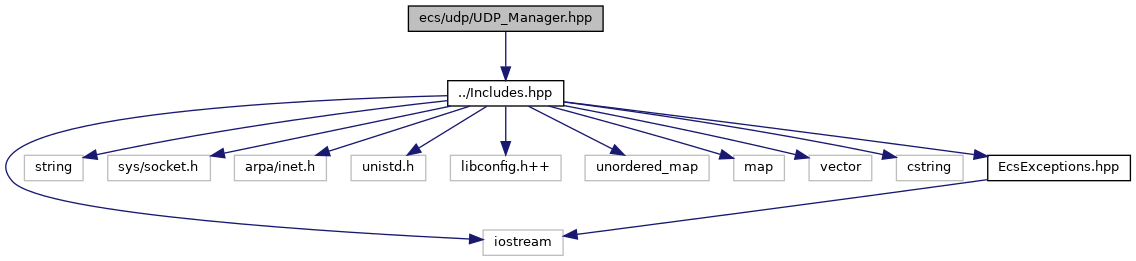 ecs/udp/UDP_Manager.hpp
../Includes.hpp
string
sys/socket.h
arpa/inet.h
unistd.h
libconfig.h++
unordered_map
map
vector
cstring
EcsExceptions.hpp
iostream